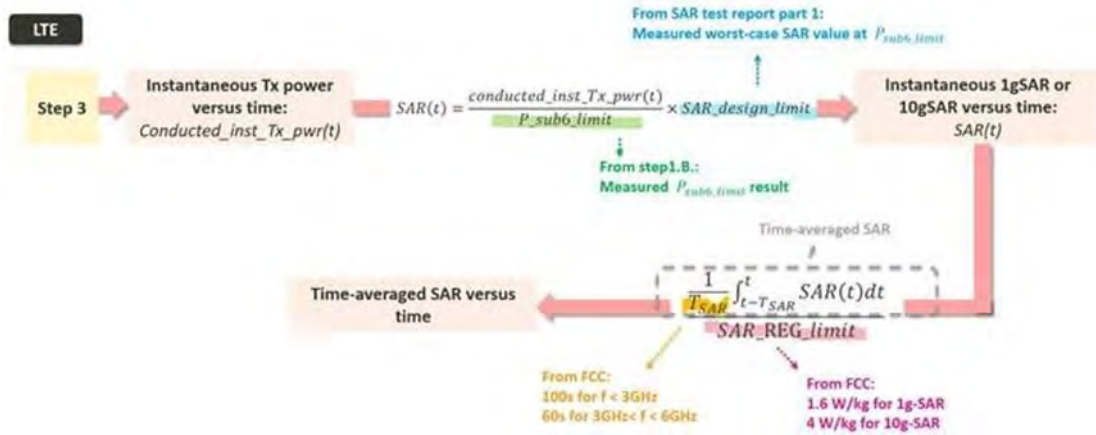 LTE
From SAR test report part 1:
Measured worst-case SAR value at P_sub6_limit
Step 3
Instantaneous Tx power
versus time:
Conducted_inst_Tx_pwr(t)
SAR(t) = conducted_inst_Tx_pwr(t) / P_sub6_limit × SAR_design_limit
Instantaneous 1gSAR or
10gSAR versus time:
SAR(t)
From step1.B.:
Measured P_sub6_limit result
Time-averaged SAR
Time-averaged SAR versus
time
1/T_SAR ∫_{t−T_SAR}^{t} SAR(t)dt
SAR_REG_limit
From FCC:
100s for f < 3GHz
60s for 3GHz< f < 6GHz
From FCC:
1.6 W/kg for 1g-SAR
4 W/kg for 10g-SAR